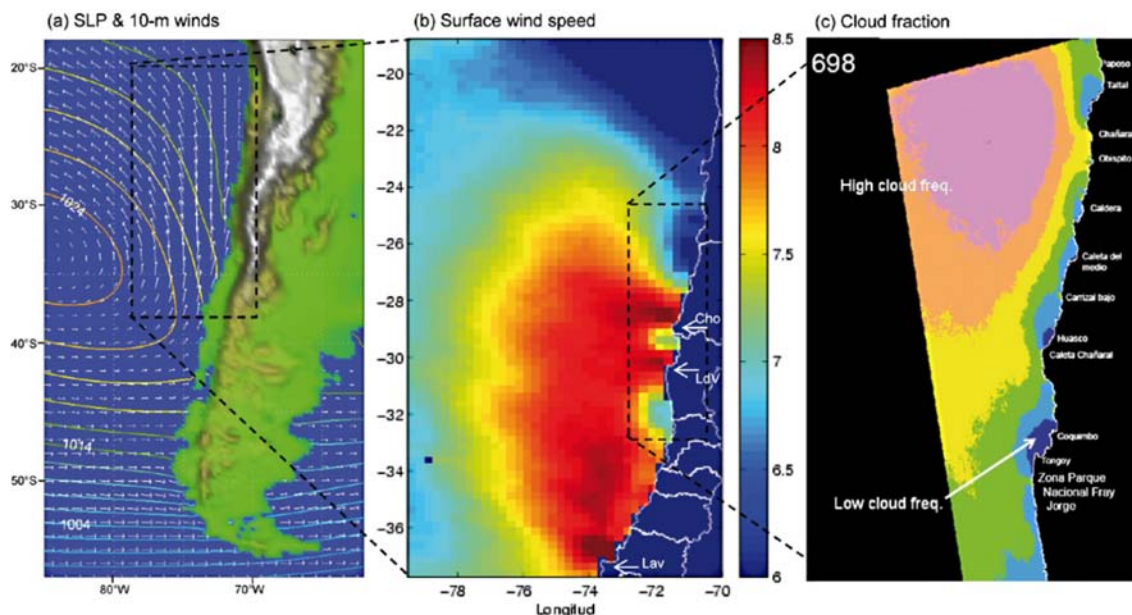 (a) SLP & 10-m winds
(b) Surface wind speed
(c) Cloud fraction
20°S
30°S
40°S
50°S
80°W
70°W
1024
1014
1004
-20
-22
-24
-26
-28
-30
-32
-34
-36
-78
-76
-74
-72
-70
Longitud
Cho
LdV
Lav
8.5
8
7.5
7
6.5
6
698
High cloud freq.
Low cloud freq.
Paposo
Taltal
Chañaral
Obispito
Caldera
Caleta del
medio
Carrizal bajo
Huasco
Caleta Chañaral
Coquimbo
Tongoy
Zona Parque
Nacional Fray
Jorge